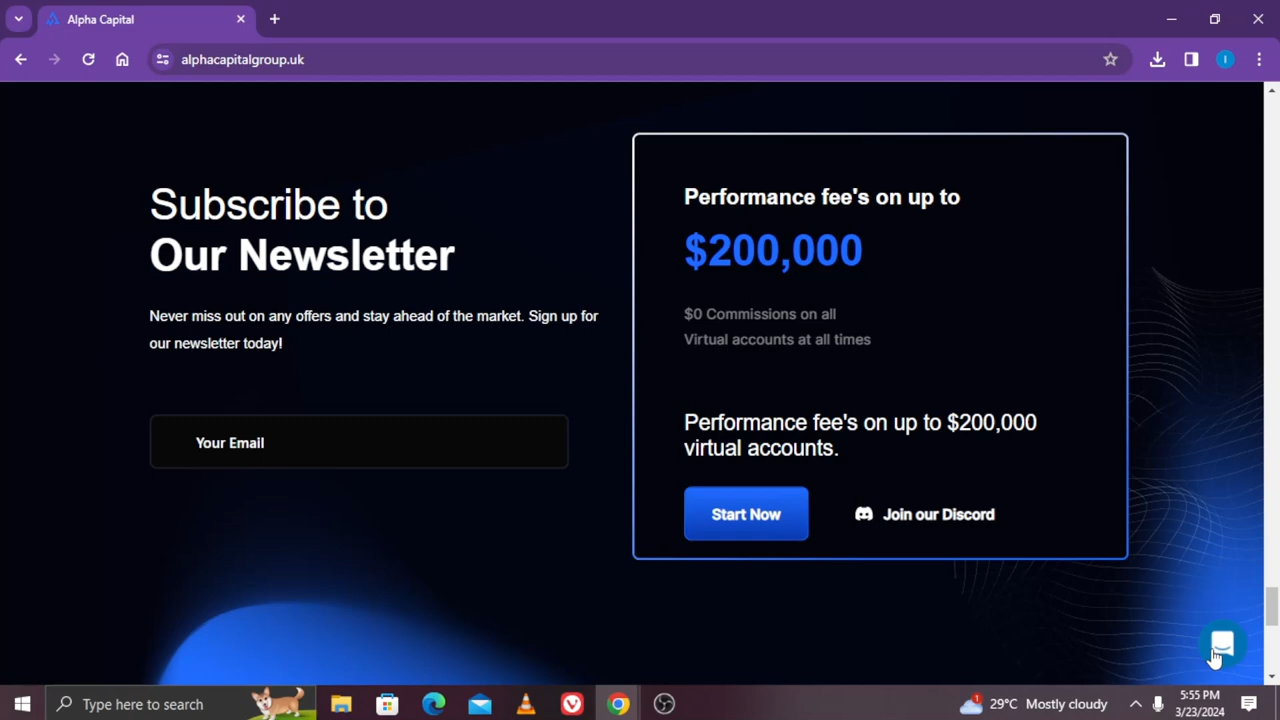 Alpha Capital
alphacapitalgroup.uk
I
Subscribe to
Our Newsletter
Never miss out on any offers and stay ahead of the market. Sign up for
our newsletter today!
Your Email
Performance fee's on up to
$200,000
$0 Commissions on all
Virtual accounts at all times
Performance fee's on up to $200,000
virtual accounts.
Start Now
Join our Discord
Type here to search
1
29°C Mostly cloudy
5:55 PM
3/23/2024